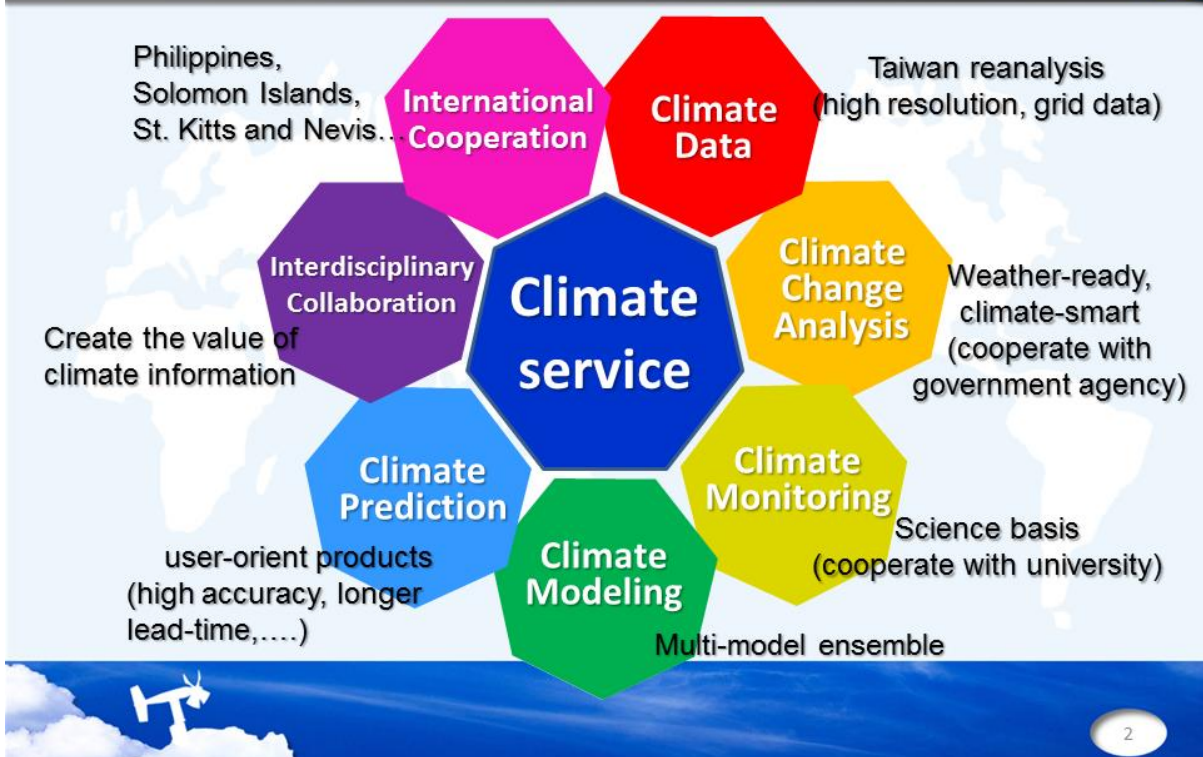 Philippines,
Solomon Islands,
St. Kitts and Nevis…
International
Cooperation
Climate
Data
Taiwan reanalysis
(high resolution, grid data)
Interdisciplinary
Collaboration
Create the value of
climate information
Climate
service
Climate
Change
Analysis
Weather-ready,
climate-smart
(cooperate with
government agency)
Climate
Prediction
user-orient products
(high accuracy, longer
lead-time,….)
Climate
Modeling
Multi-model ensemble
Climate
Monitoring
Science basis
(cooperate with university)
2